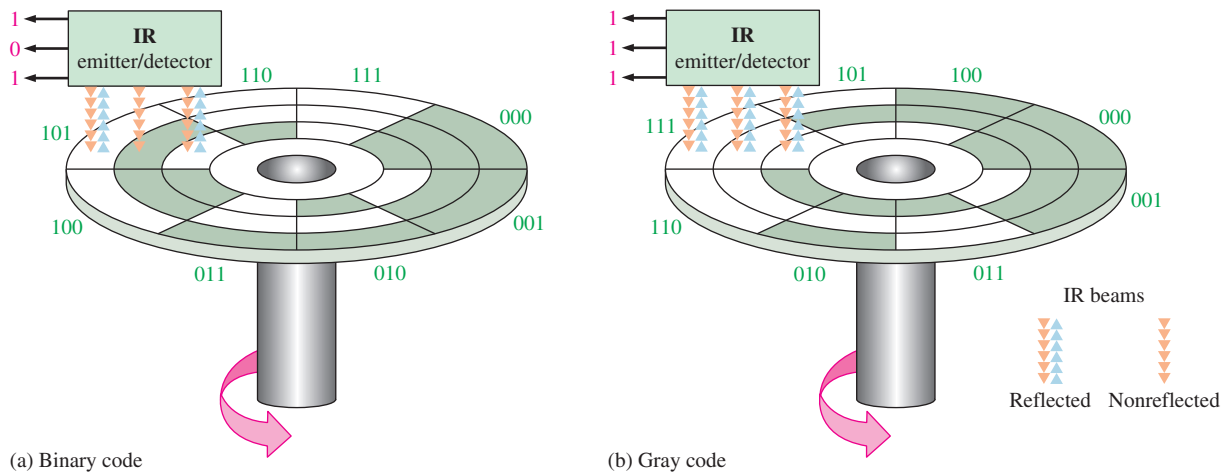 1
0
1
IR
emitter/detector
110
111
000
001
010
011
100
101
(a) Binary code
1
1
1
IR
emitter/detector
101
100
000
001
011
010
110
111
IR beams
Reflected
Nonreflected
(b) Gray code